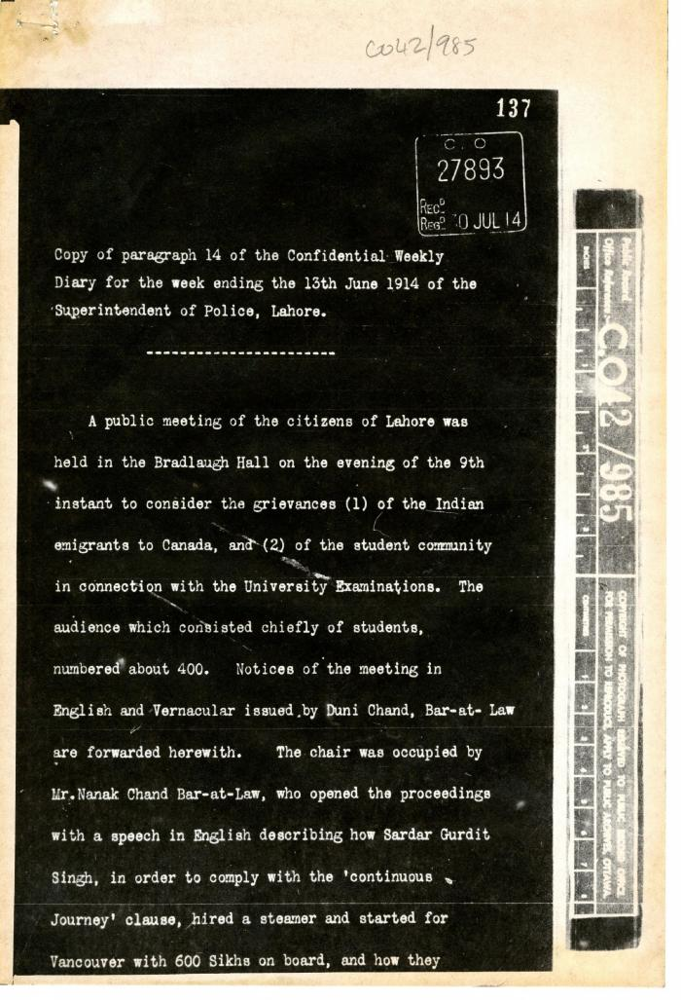 CO42/985
137
C. O
27893
RECD
REGD 30 JUL 14
Copy of paragraph 14 of the Confidential Weekly
Diary for the week ending the 13th June 1914 of the
Superintendent of Police, Lahore.
-----------------------
A public meeting of the citizens of Lahore was
held in the Bradlaugh Hall on the evening of the 9th
instant to consider the grievances (1) of the Indian
emigrants to Canada, and (2) of the student community
in connection with the University Examinations. The
audience which consisted chiefly of students,
numbered about 400. Notices of the meeting in
English and Vernacular issued by Duni Chand, Bar-at- Law
are forwarded herewith. The chair was occupied by
Mr.Nanak Chand Bar-at-Law, who opened the proceedings
with a speech in English describing how Sardar Gurdit
Singh, in order to comply with the 'continuous
Journey' clause, hired a steamer and started for
Vancouver with 600 Sikhs on board, and how they
Public Record
Office Reference :-
CO42/985
INCHES
CENTIMETRES
COPYRIGHT OF PHOTOGRAPH RESERVED TO PUBLIC RECORD OFFICE
FOR PERMISSION TO REPRODUCE APPLY TO PUBLIC ARCHIVES, OTTAWA